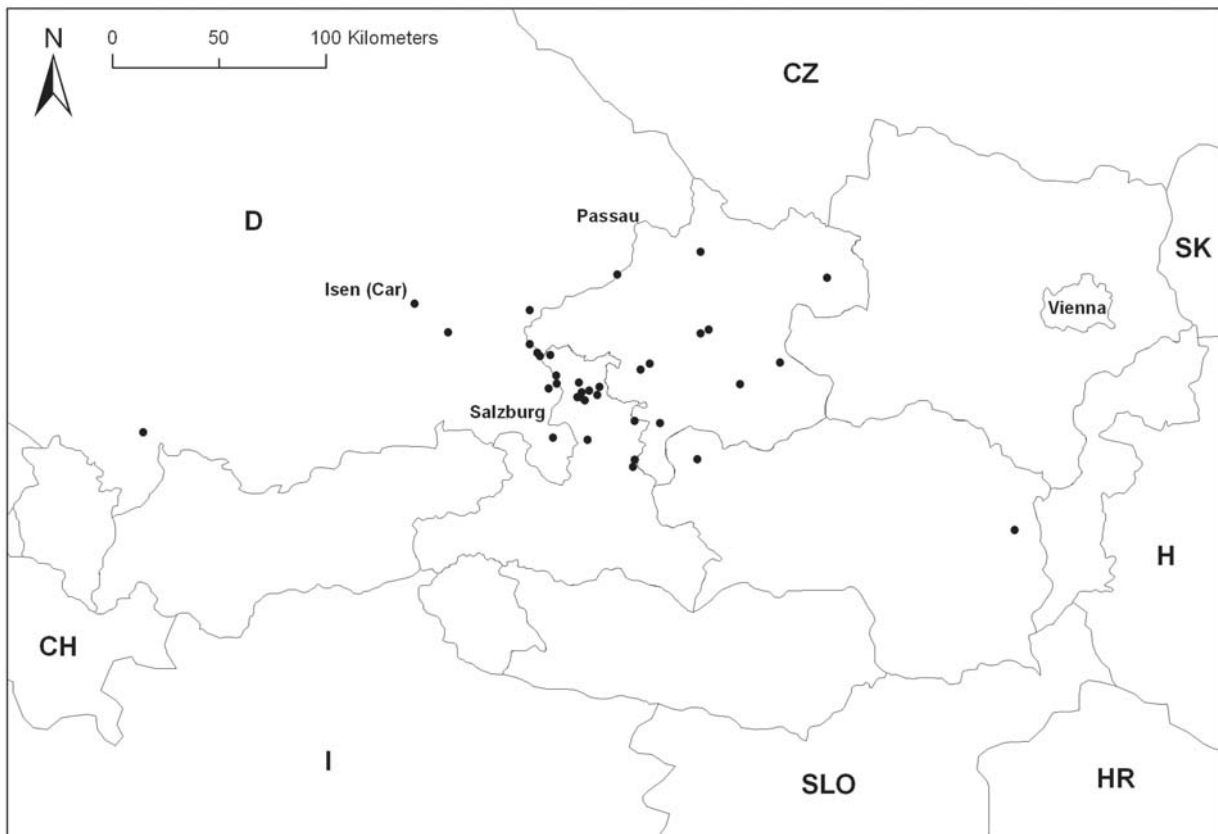 N
0 50 100 Kilometers
CZ
Passau
D
SK
Isen (Car)
Vienna
Salzburg
H
CH
I
SLO
HR